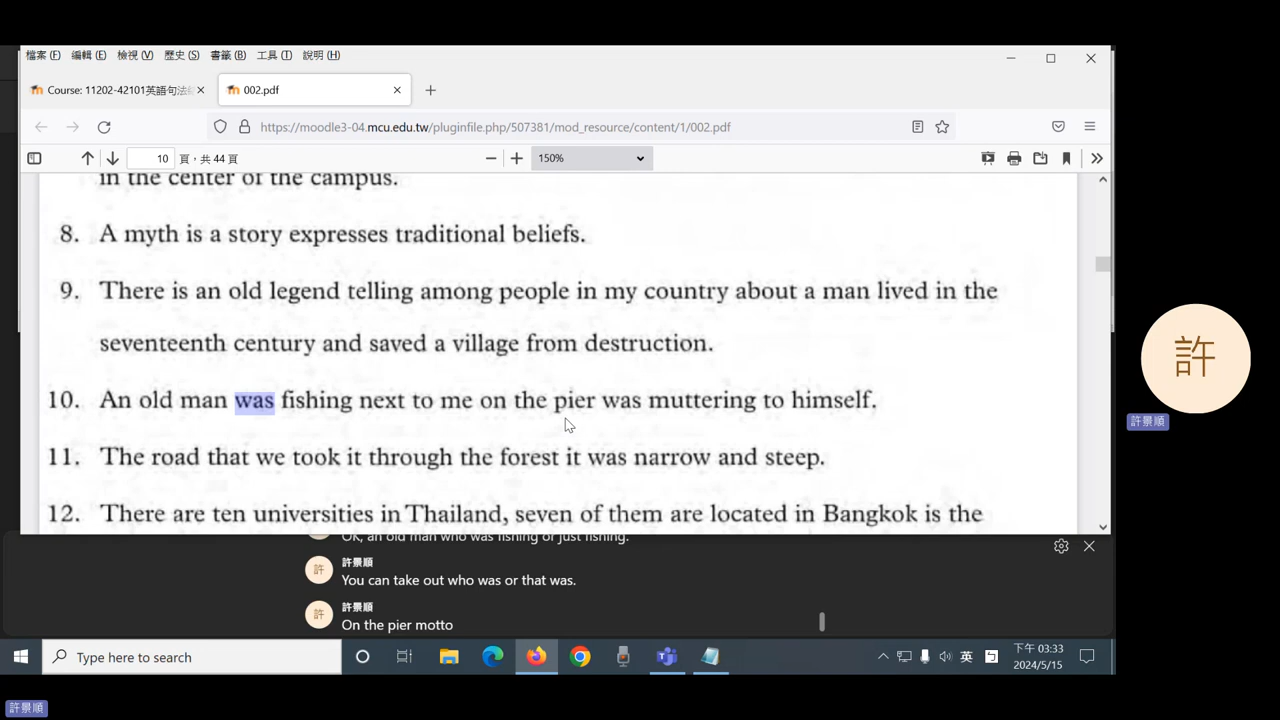 檔案 (F) 編輯 (E) 檢視 (V) 歷史 (S) 書籤 (B) 工具 (T) 說明 (H)
Course: 11202-42101英語句法
002.pdf
https://moodle3-04.mcu.edu.tw/pluginfile.php/507381/mod_resource/content/1/002.pdf
10 頁，共 44 頁
150%
in the center of the campus.
8. A myth is a story expresses traditional beliefs.
9. There is an old legend telling among people in my country about a man lived in the
seventeenth century and saved a village from destruction.
10. An old man was fishing next to me on the pier was muttering to himself.
11. The road that we took it through the forest it was narrow and steep.
12. There are ten universities in Thailand, seven of them are located in Bangkok is the
OK, an old man who was fishing or just fishing.
許 許景順
You can take out who was or that was.
許 許景順
On the pier motto
許
許景順
Type here to search
英
下午 03:33
2024/5/15
許景順